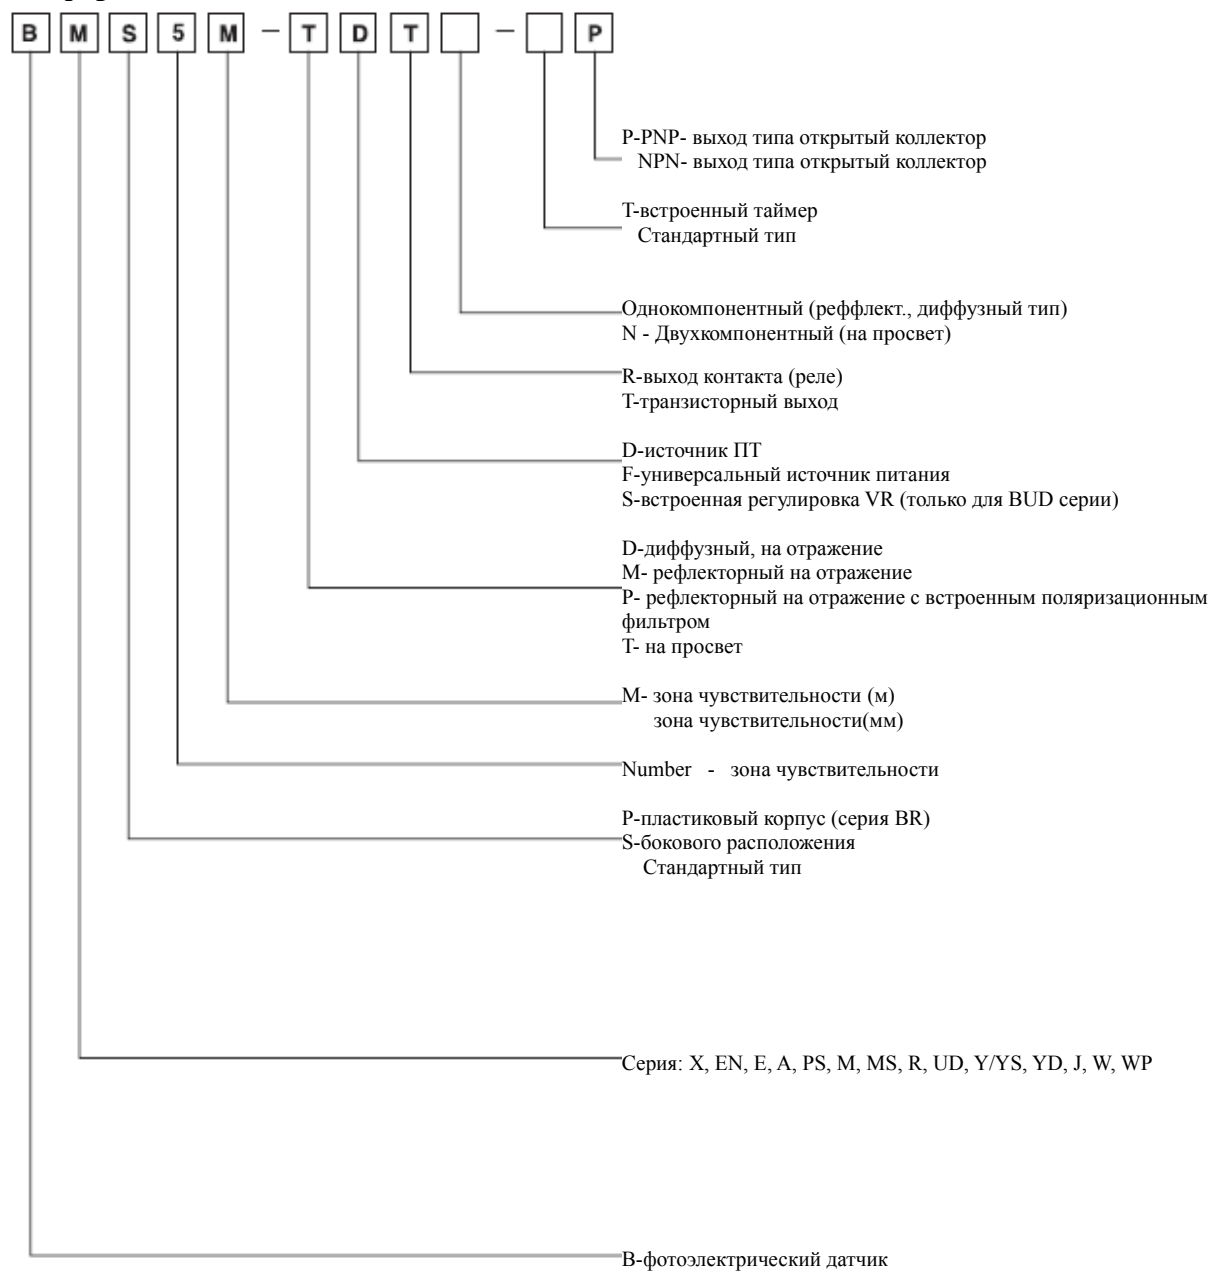 B M S 5 M - T D T - P
P-PNP- выход типа открытый коллектор
NPN- выход типа открытый коллектор
T-встроенный таймер
Стандартный тип
Однокомпонентный (реффлект., диффузный тип)
N - Двухкомпонентный (на просвет)
R-выход контакта (реле)
T-транзисторный выход
D-источник ПТ
F-универсальный источник питания
S-встроенная регулировка VR (только для BUD серии)
D-диффузный, на отражение
M- рефлекторный на отражение
P- рефлекторный на отражение с встроенным поляризационным
фильтром
T- на просвет
M- зона чувствительности (м)
зона чувствительности(мм)
Number - зона чувствительности
P-пластиковый корпус (серия BR)
S-бокового расположения
Стандартный тип
Серия: X, EN, E, A, PS, M, MS, R, UD, Y/YS, YD, J, W, WP
B-фотоэлектрический датчик